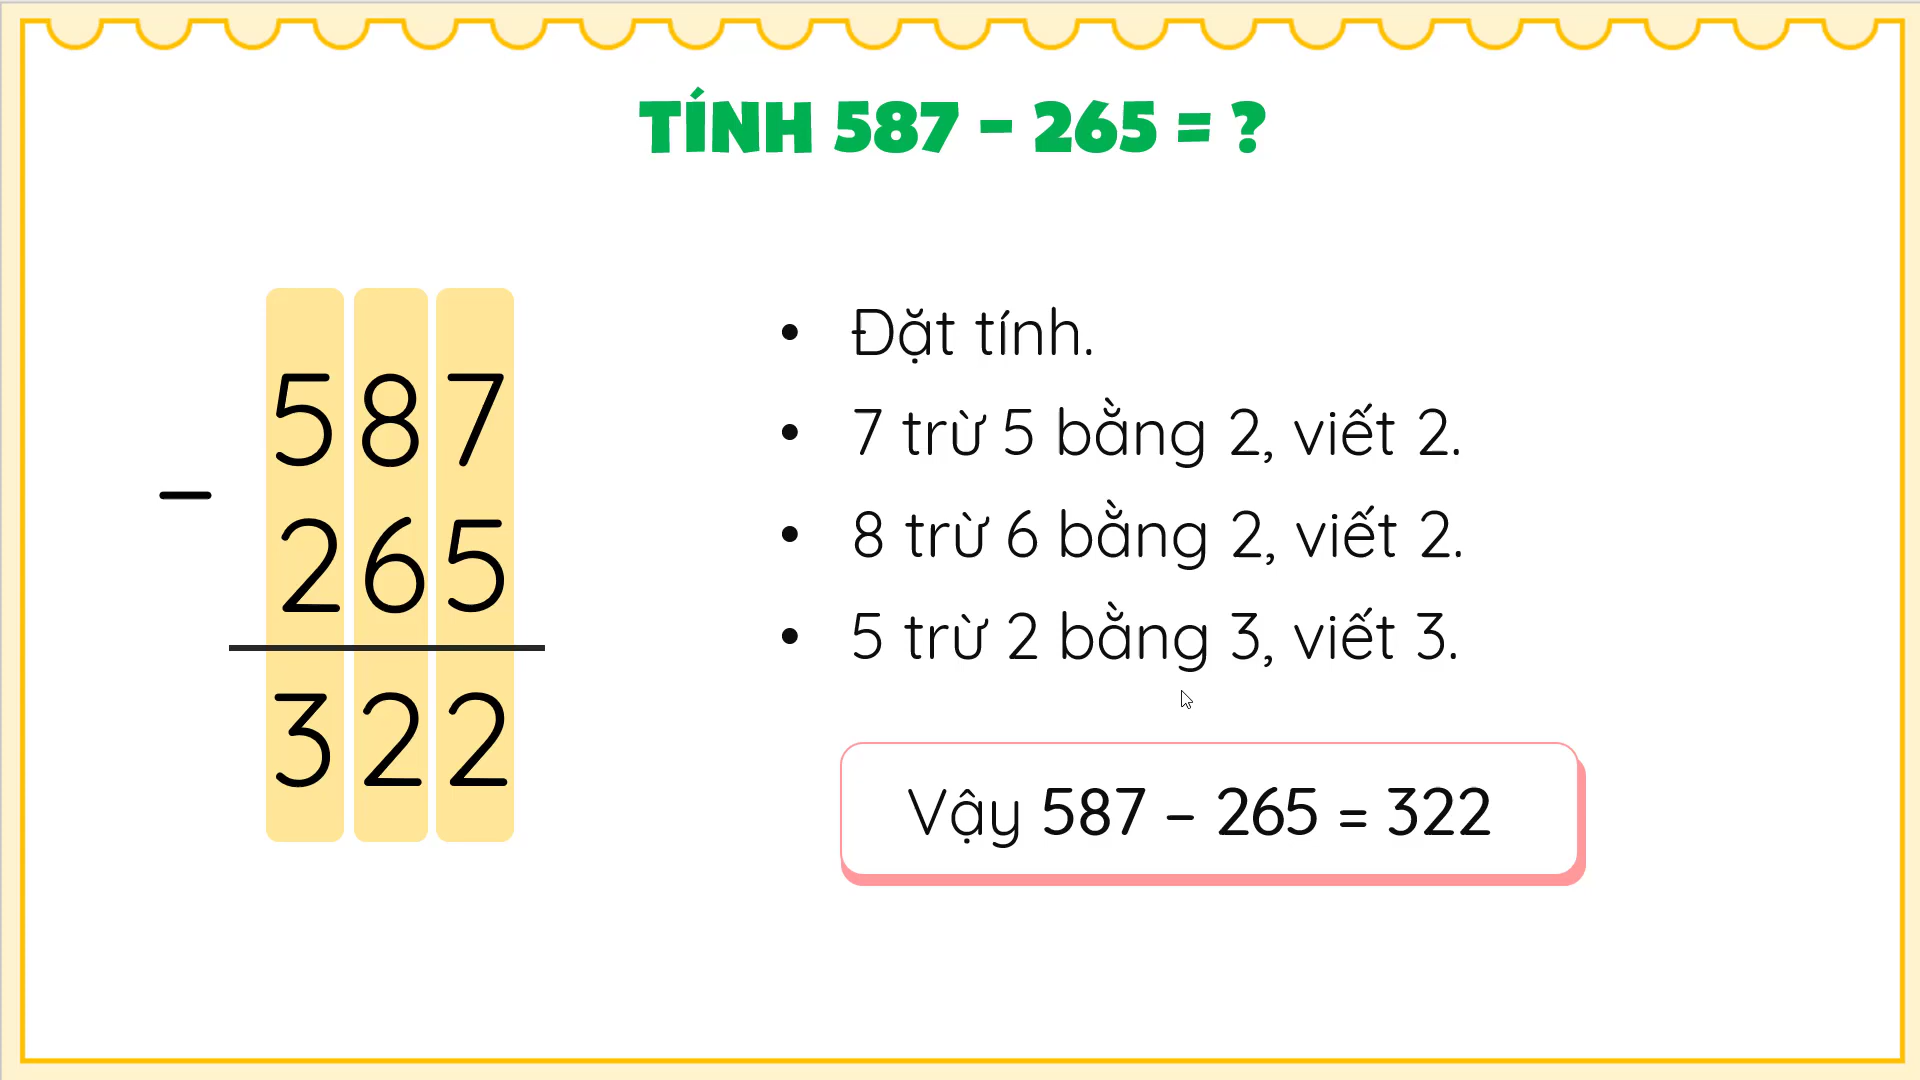 TÍNH 587 – 265 = ?
587
–
265
322
• Đặt tính.
• 7 trừ 5 bằng 2, viết 2.
• 8 trừ 6 bằng 2, viết 2.
• 5 trừ 2 bằng 3, viết 3.
Vậy 587 – 265 = 322